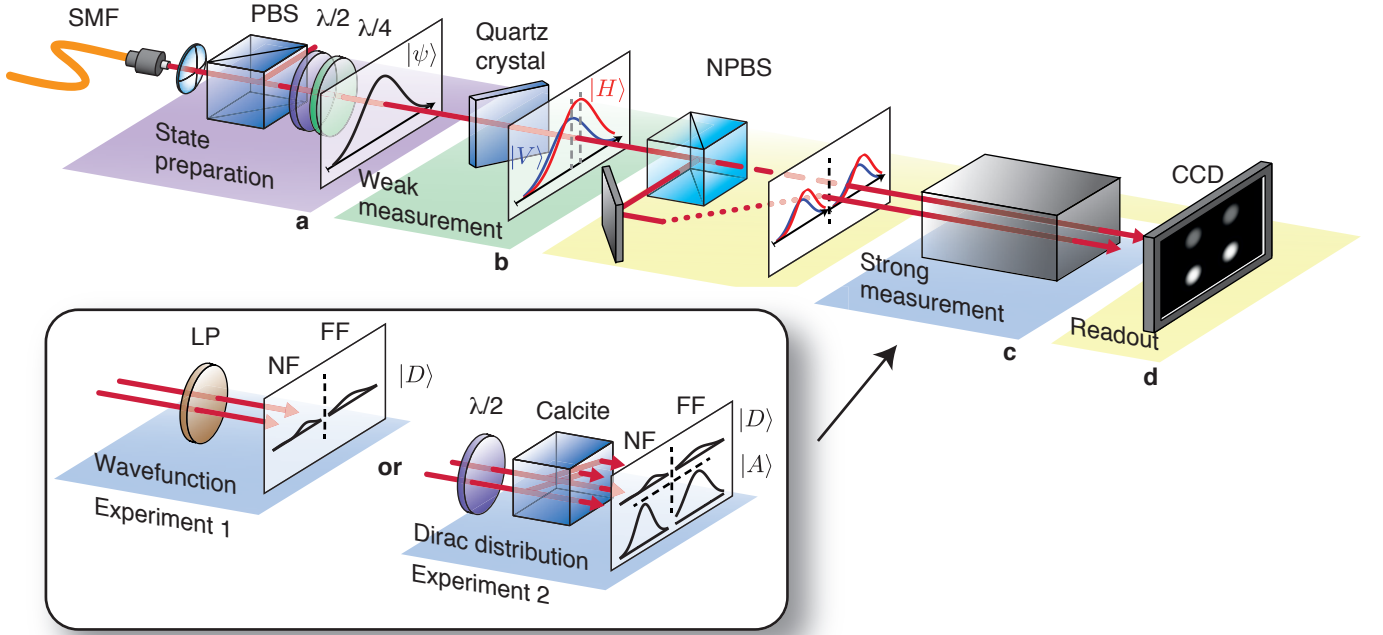 SMF
PBS
λ/2
λ/4
|ψ⟩
Quartz
crystal
|H⟩
|V⟩
NPBS
CCD
State
preparation
a
Weak
measurement
b
Strong
measurement
c
Readout
d
LP
FF
NF
|D⟩
Wavefunction
Experiment 1
or
λ/2
Calcite
NF
FF
|D⟩
|A⟩
Dirac distribution
Experiment 2